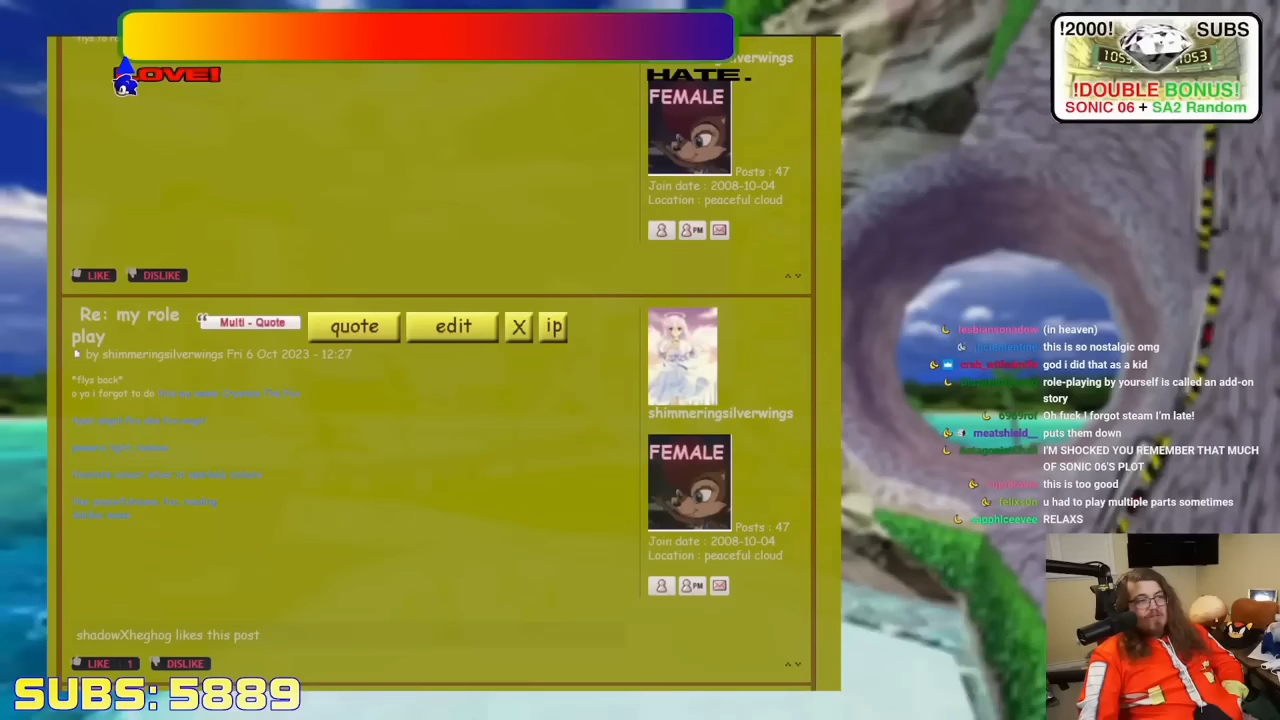 LOVE!
HATE.
FEMALE
Posts : 47
Join date : 2008-10-04
Location : peaceful cloud
LIKE
DISLIKE
Re: my role
play
Multi - Quote
quote
edit
X
ip
by shimmeringsilverwings Fri 6 Oct 2023 - 12:27
*flys back*
o ya i forgot to do
shimmeringsilverwings
FEMALE
Posts : 47
Join date : 2008-10-04
Location : peaceful cloud
shadowXheghog likes this post
LIKE 1
DISLIKE
SUBS: 5889
!2000! SUBS
1053 1053
!DOUBLE BONUS!
SONIC 06 + SA2 Random
(in heaven)
this is so nostalgic omg
god i did that as a kid
role-playing by yourself is called an add-on
story
Oh fuck I forgot steam I'm late!
meatshield__ puts them down
I'M SHOCKED YOU REMEMBER THAT MUCH
OF SONIC 06'S PLOT
this is too good
u had to play multiple parts sometimes
sapphiceevee RELAXS